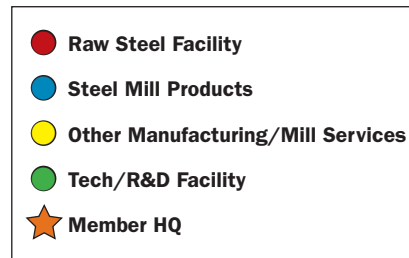 Raw Steel Facility
Steel Mill Products
Other Manufacturing/Mill Services
Tech/R&D Facility
Member HQ